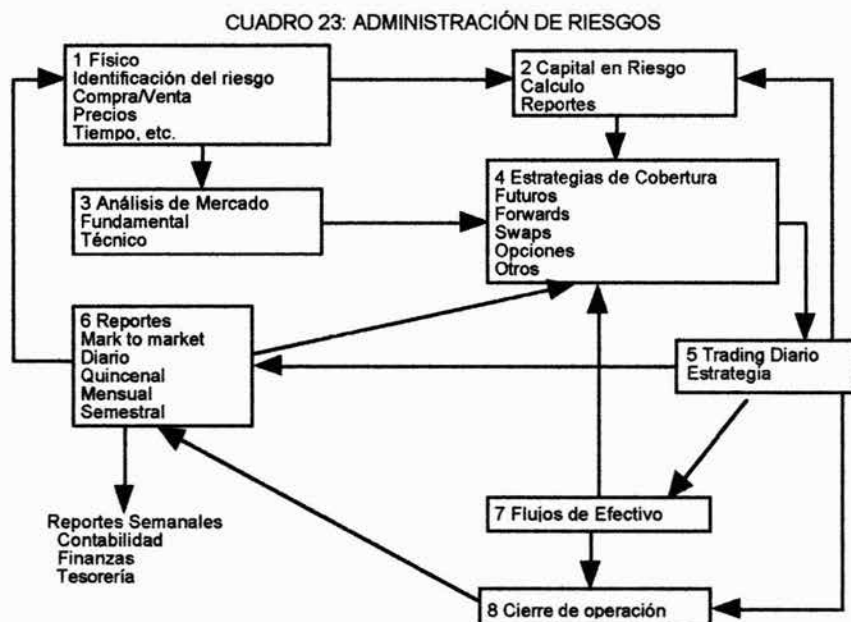 CUADRO 23: ADMINISTRACIÓN DE RIESGOS
1 Físico
Identificación del riesgo
Compra/Venta
Precios
Tiempo, etc.
2 Capital en Riesgo
Calculo
Reportes
3 Análisis de Mercado
Fundamental
Técnico
4 Estrategias de Cobertura
Futuros
Forwards
Swaps
Opciones
Otros
5 Trading Diario
Estrategia
6 Reportes
Mark to market
Diario
Quincenal
Mensual
Semestral
7 Flujos de Efectivo
Reportes Semanales
Contabilidad
Finanzas
Tesorería
8 Cierre de operación